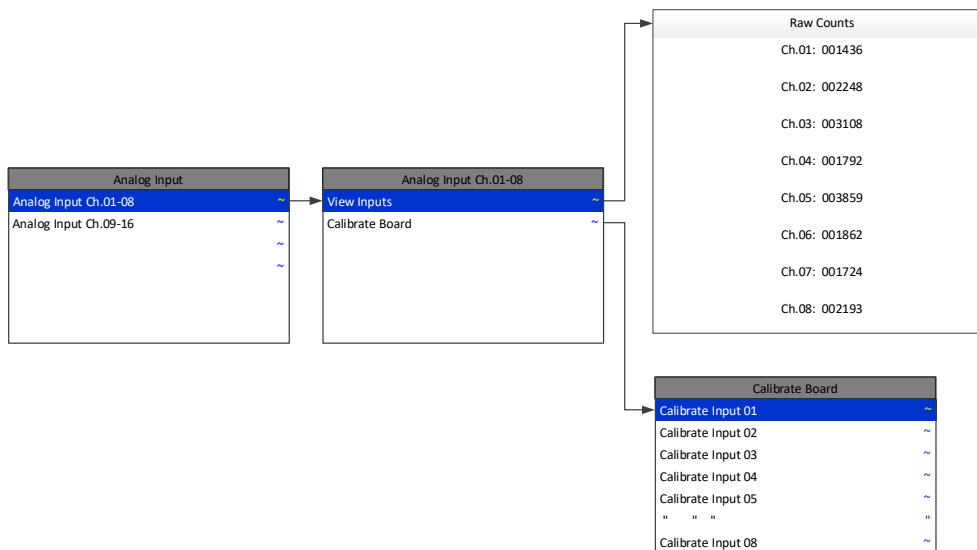 Raw Counts
Ch.01: 001436
Ch.02: 002248
Ch.03: 003108
Ch.04: 001792
Ch.05: 003859
Ch.06: 001862
Ch.07: 001724
Ch.08: 002193
Analog Input
Analog Input Ch.01-08 ~
Analog Input Ch.09-16 ~
~
~
Analog Input Ch.01-08
View Inputs ~
Calibrate Board ~
Calibrate Board
Calibrate Input 01 ~
Calibrate Input 02 ~
Calibrate Input 03 ~
Calibrate Input 04 ~
Calibrate Input 05 ~
" " " "
Calibrate Input 08 ~